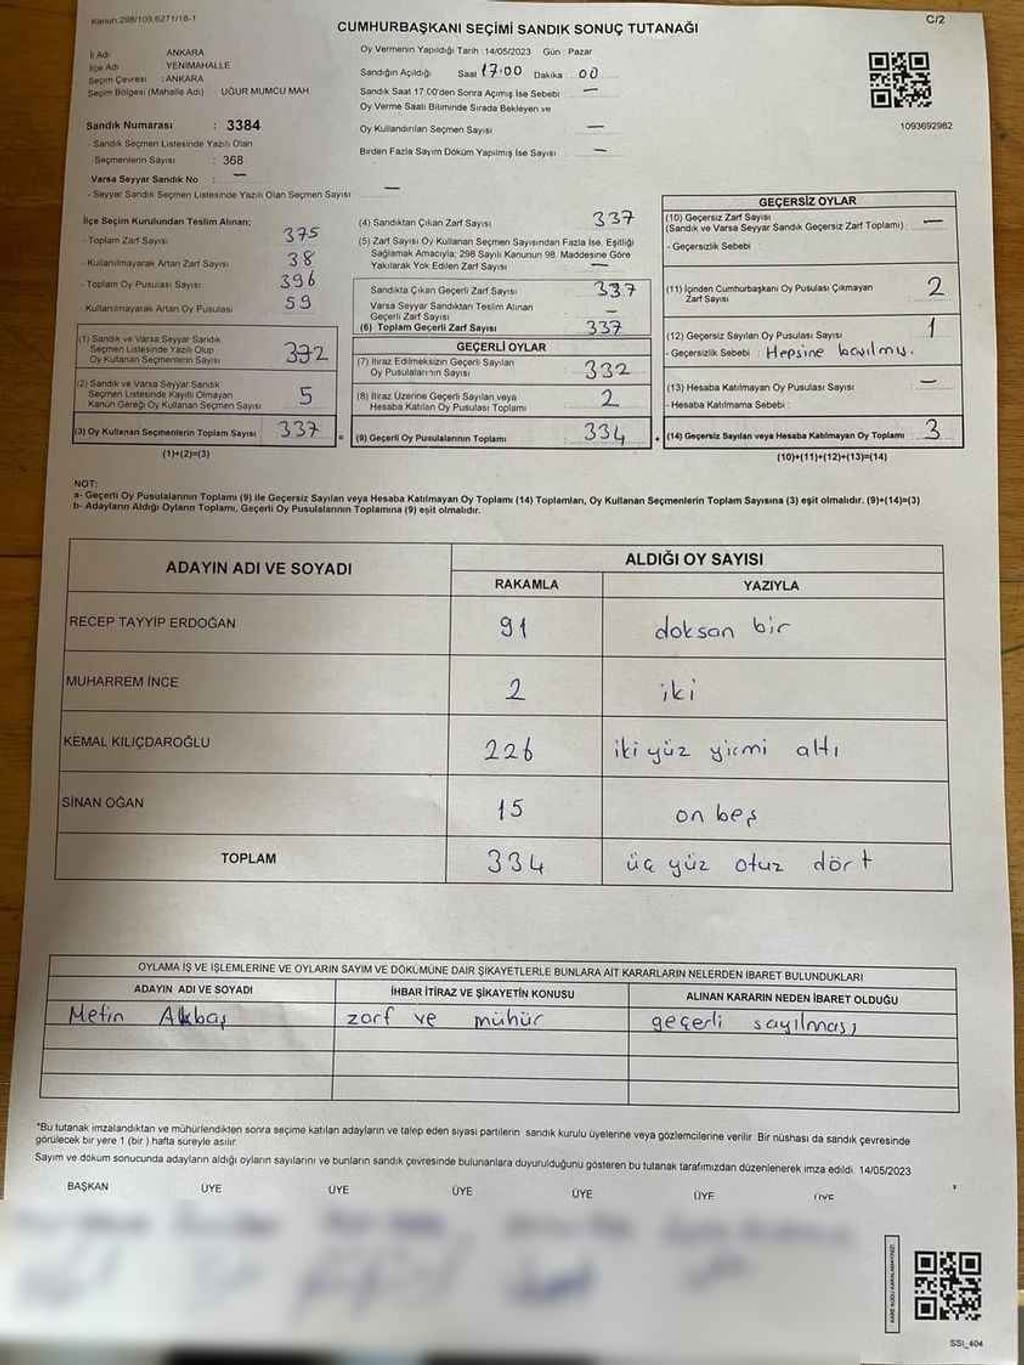 Kanun:298/109,6271/18-1
C/2
CUMHURBAŞKANI SEÇİMİ SANDIK SONUÇ TUTANAĞI
İl Adı ANKARA
İlçe Adı YENİMAHALLE
Seçim Çevresi : ANKARA
Seçim Bölgesi (Mahalle Adı) UĞUR MUMCU MAH.
Sandık Numarası : 3384
- Sandık Seçmen Listesinde Yazılı Olan
Seçmenlerin Sayısı : 368
Varsa Seyyar Sandık No : —
- Seyyar Sandık Seçmen Listesinde Yazılı Olan Seçmen Sayısı —
Oy Vermenin Yapıldığı Tarih :14/05/2023 Gün : Pazar
Sandığın Açıldığı Saat 17:00 Dakika 00
Sandık Saat 17.00'den Sonra Açımış İse Sebebi —
Oy Verme Saati Bitiminde Sırada Bekleyen ve
Oy Kullandırılan Seçmen Sayısı —
Birden Fazla Sayım Döküm Yapılmış İse Sayısı —
1093692982
İlçe Seçim Kurulundan Teslim Alınan;
- Toplam Zarf Sayısı 375
- Kullanılmayarak Artan Zarf Sayısı 38
- Toplam Oy Pusulası Sayısı 396
- Kullanılmayarak Artan Oy Pusulası 59
(1) Sandık ve Varsa Seyyar Sandık
Seçmen Listesinde Yazılı Olup
Oy Kullanan Seçmenlerin Sayısı 332
(2) Sandık ve Varsa Seyyar Sandık
Seçmen Listesinde Kayıtlı Olmayan
Kanun Gereği Oy Kullanan Seçmen Sayısı 5
(3) Oy Kullanan Seçmenlerin Toplam Sayısı 337
(1)+(2)=(3)
(4) Sandıktan Çıkan Zarf Sayısı 337
(5) Zarf Sayısı Oy Kullanan Seçmen Sayısından Fazla İse, Eşitliği
Sağlamak Amacıyla; 298 Sayılı Kanunun 98. Maddesine Göre
Yakılarak Yok Edilen Zarf Sayısı —
Sandıkta Çıkan Geçerli Zarf Sayısı 337
Varsa Seyyar Sandıktan Teslim Alınan
Geçerli Zarf Sayısı —
(6) Toplam Geçerli Zarf Sayısı 337
GEÇERLİ OYLAR
(7) İtiraz Edilmeksizin Geçerli Sayılan
Oy Pusulalarının Sayısı 332
(8) İtiraz Üzerine Geçerli Sayılan veya
Hesaba Katılan Oy Pusulası Toplamı 2
= (9) Geçerli Oy Pusulalarının Toplamı 334
GEÇERSİZ OYLAR
(10) Geçersiz Zarf Sayısı
(Sandık ve Varsa Seyyar Sandık Geçersiz Zarf Toplamı) : —
- Geçersizlik Sebebi
(11) İçinden Cumhurbaşkanı Oy Pusulası Çıkmayan
Zarf Sayısı 2
(12) Geçersiz Sayılan Oy Pusulası Sayısı 1
- Geçersizlik Sebebi : Hepsine basılmış.
(13) Hesaba Katılmayan Oy Pusulası Sayısı —
- Hesaba Katılmama Sebebi :
+ (14) Geçersiz Sayılan veya Hesaba Katılmayan Oy Toplamı 3
(10)+(11)+(12)+(13)=(14)
NOT:
a- Geçerli Oy Pusulalarının Toplamı (9) ile Geçersiz Sayılan veya Hesaba Katılmayan Oy Toplamı (14) Toplamları, Oy Kullanan Seçmenlerin Toplam Sayısına (3) eşit olmalıdır. (9)+(14)=(3)
b- Adayların Aldığı Oyların Toplamı, Geçerli Oy Pusulalarının Toplamına (9) eşit olmalıdır.
ADAYIN ADI VE SOYADI ALDIĞI OY SAYISI
RAKAMLA YAZIYLA
RECEP TAYYİP ERDOĞAN 91 doksan bir
MUHARREM İNCE 2 iki
KEMAL KILIÇDAROĞLU 226 iki yüz yirmi altı
SİNAN OĞAN 15 on beş
TOPLAM 334 üç yüz otuz dört
OYLAMA İŞ VE İŞLEMLERİNE VE OYLARIN SAYIM VE DÖKÜMÜNE DAİR ŞİKAYETLERLE BUNLARA AİT KARARLARIN NELERDEN İBARET BULUNDUKLARI
ADAYIN ADI VE SOYADI İHBAR İTİRAZ VE ŞİKAYETİN KONUSU ALINAN KARARIN NEDEN İBARET OLDUĞU
Metin Akbaş zarf ve mühür geçerli sayılması
*Bu tutanak imzalandıktan ve mühürlendikten sonra seçime katılan adayların ve talep eden siyasi partilerin sandık kurulu üyelerine veya gözlemcilerine verilir. Bir nüshası da sandık çevresinde
görülecek bir yere 1 (bir) hafta süreyle asılır.
Sayım ve döküm sonucunda adayların aldığı oyların sayılarını ve bunların sandık çevresinde bulunanlara duyurulduğunu gösteren bu tutanak tarafımızdan düzenlenerek imza edildi. 14/05/2023
BAŞKAN ÜYE ÜYE ÜYE ÜYE ÜYE ÜYE
SSİ_404